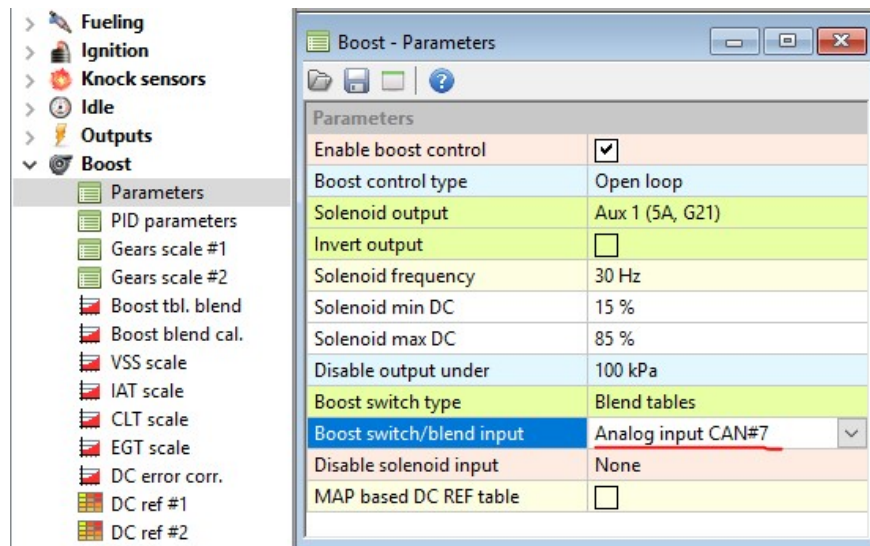 Fueling
Ignition
Knock sensors
Idle
Outputs
Boost
Parameters
PID parameters
Gears scale #1
Gears scale #2
Boost tbl. blend
Boost blend cal.
VSS scale
IAT scale
CLT scale
EGT scale
DC error corr.
DC ref #1
DC ref #2
Boost - Parameters
Parameters
Enable boost control
Boost control type Open loop
Solenoid output Aux 1 (5A, G21)
Invert output
Solenoid frequency 30 Hz
Solenoid min DC 15 %
Solenoid max DC 85 %
Disable output under 100 kPa
Boost switch type Blend tables
Boost switch/blend input Analog input CAN#7
Disable solenoid input None
MAP based DC REF table